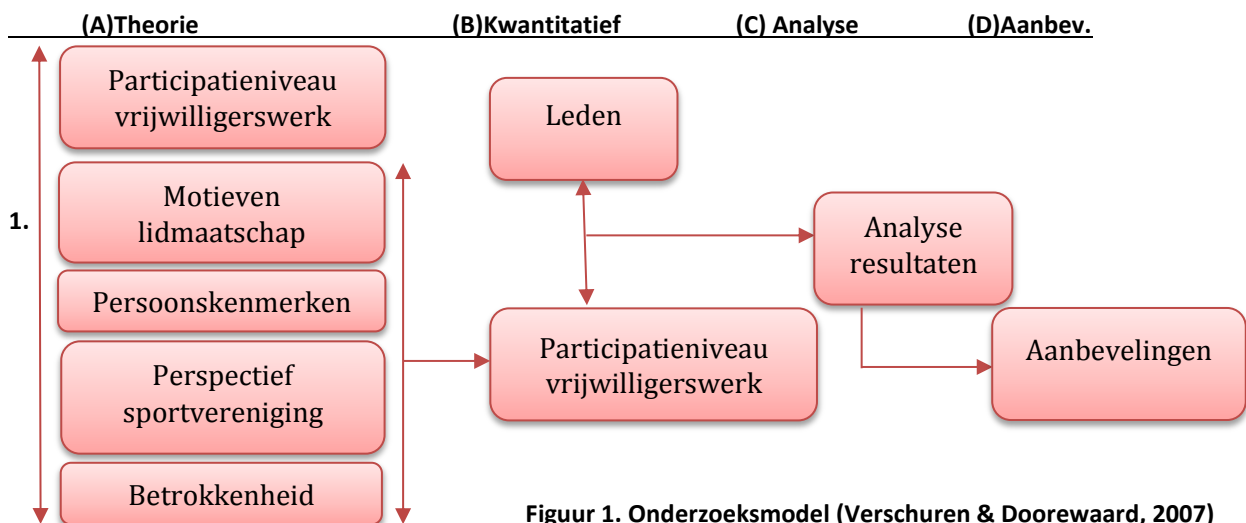 (A)Theorie (B)Kwantitatief (C) Analyse (D)Aanbev.
Participatieniveau
vrijwilligerswerk
Motieven
lidmaatschap
1.
Persoonskenmerken
Perspectief
sportvereniging
Betrokkenheid
Leden
Participatieniveau
vrijwilligerswerk
Analyse
resultaten
Aanbevelingen
Figuur 1. Onderzoeksmodel (Verschuren & Doorewaard, 2007)